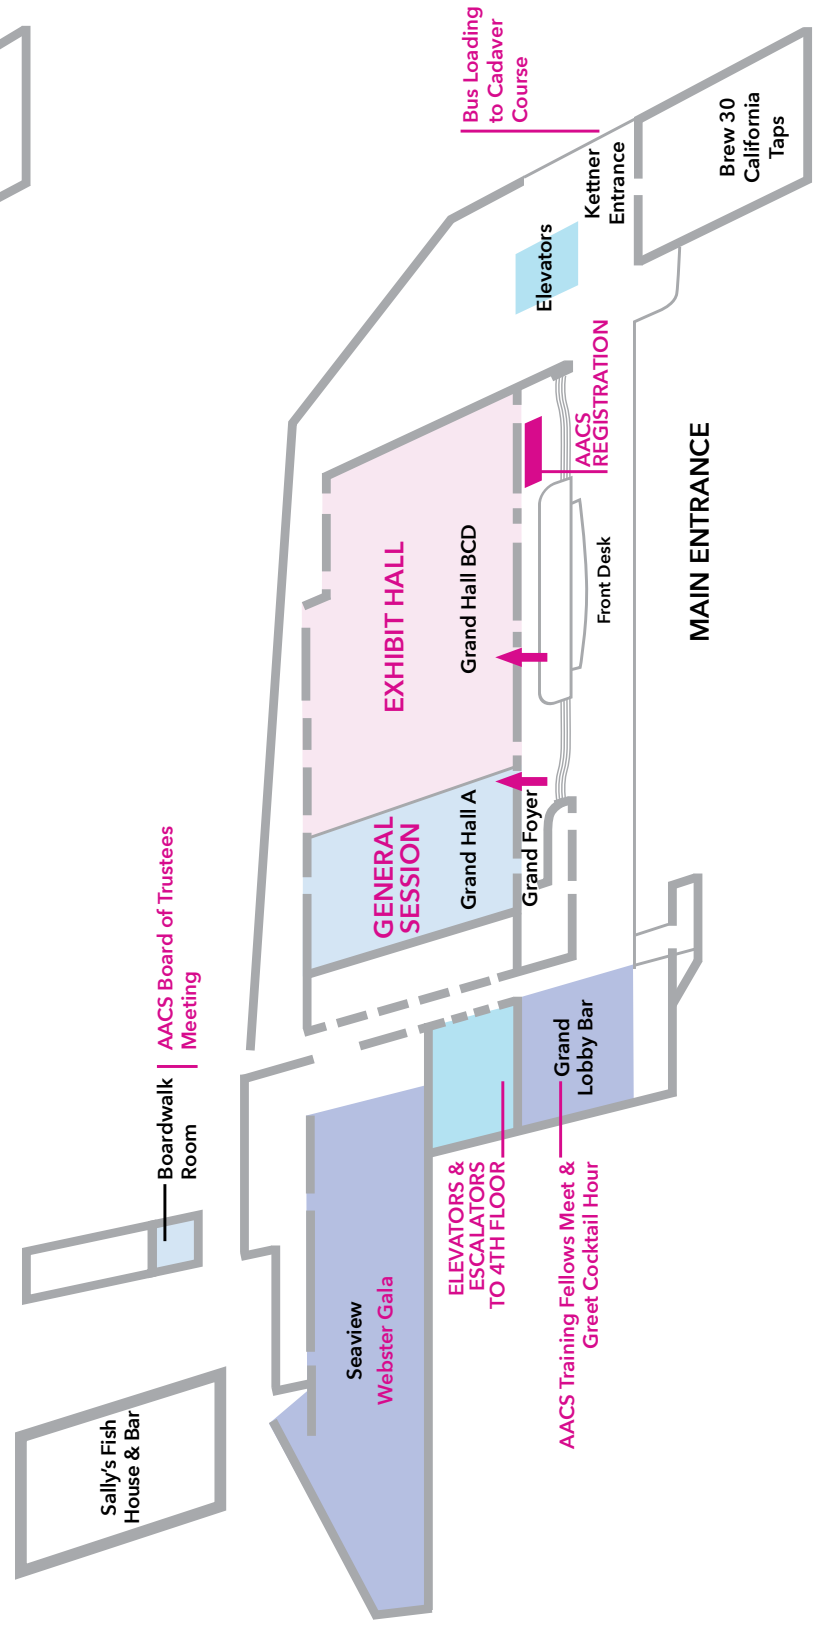 Sally's Fish
House & Bar
Boardwalk
Room
AACS Board of Trustees
Meeting
Seaview
Webster Gala
ELEVATORS &
ESCALATORS
TO 4TH FLOOR
AACS Training Fellows Meet &
Greet Cocktail Hour
Grand
Lobby Bar
GENERAL
SESSION
Grand Hall A
Grand Foyer
EXHIBIT HALL
Grand Hall BCD
Front Desk
AACS
REGISTRATION
MAIN ENTRANCE
Elevators
Kettner
Entrance
Bus Loading
to Cadaver
Course
Brew 30
California
Taps